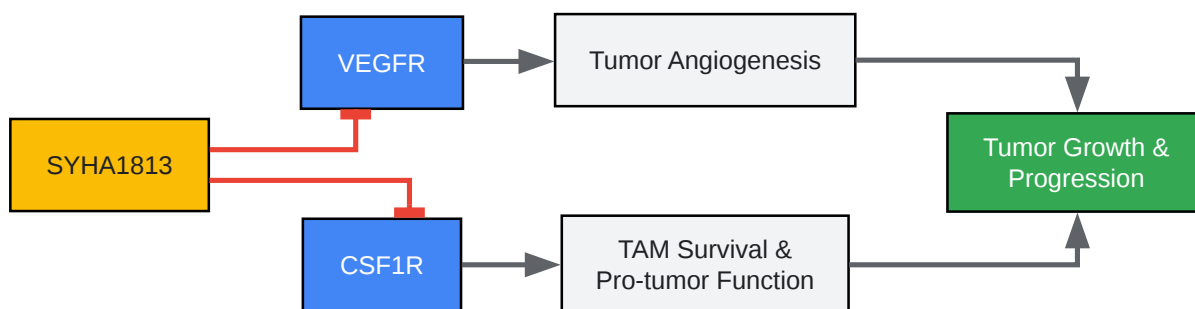 VEGFR
Tumor Angiogenesis
SYHA1813
Tumor Growth &
Progression
CSF1R
TAM Survival &
Pro-tumor Function